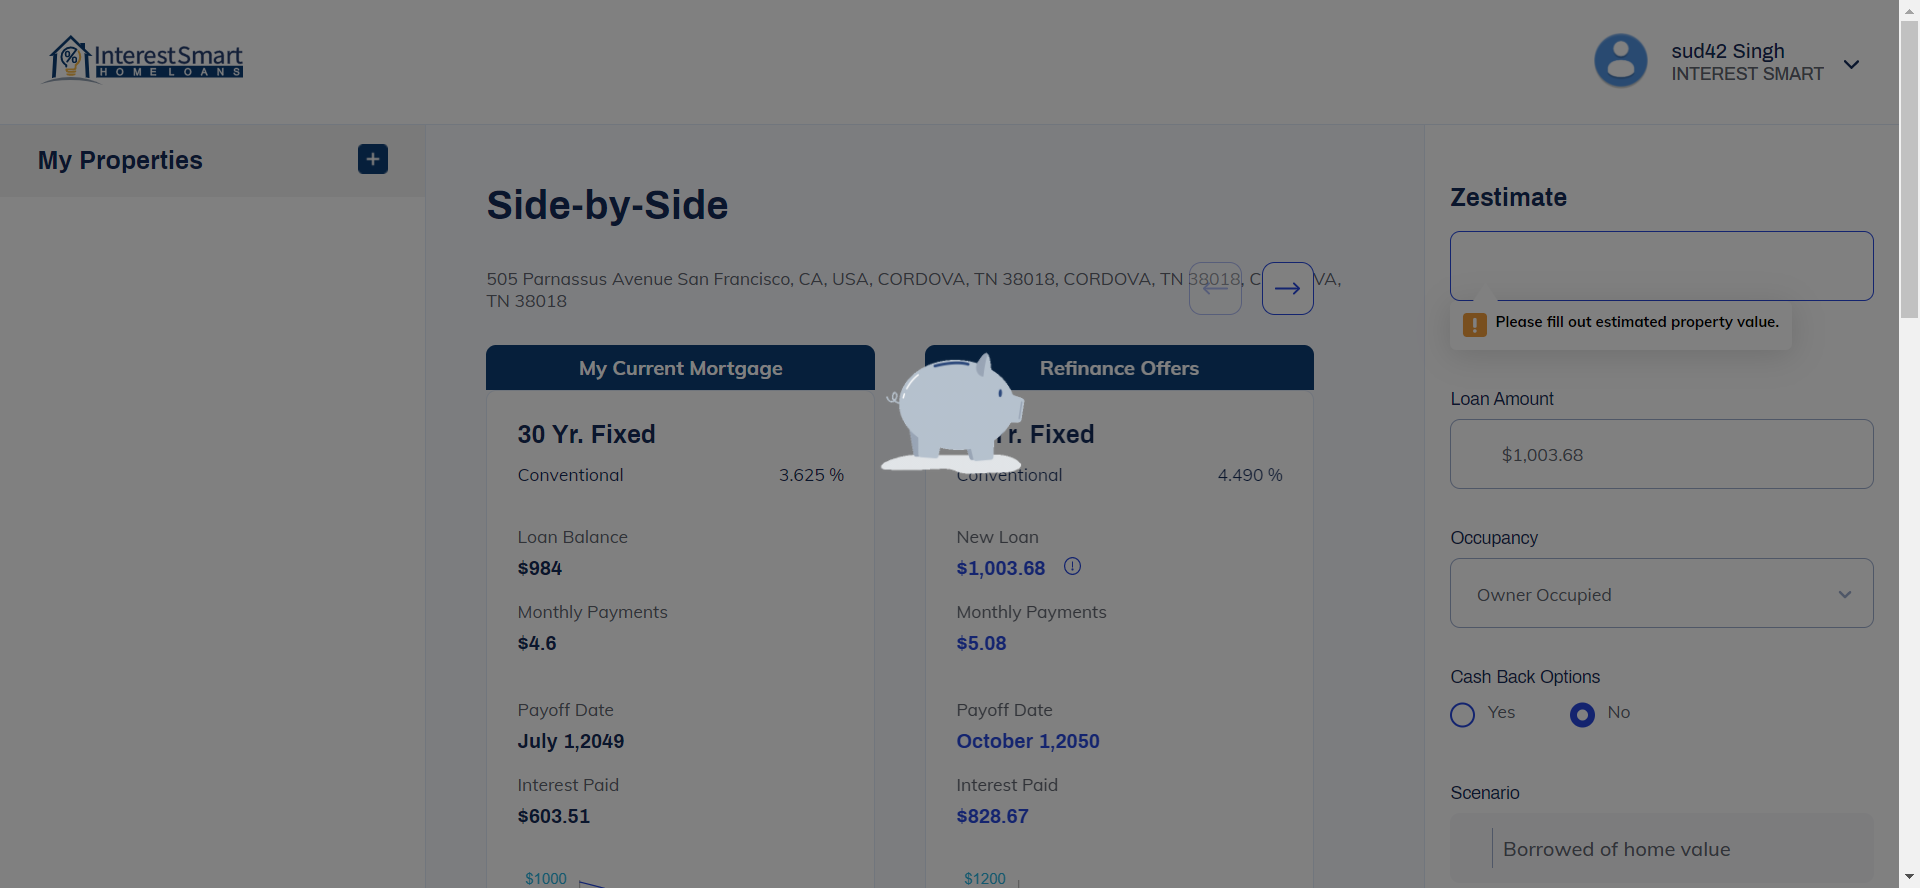 InterestSmart
HOME LOANS
sud42 Singh
INTEREST SMART
My Properties
+
Side-by-Side
505 Parnassus Avenue San Francisco, CA, USA, CORDOVA, TN 38018, CORDOVA, TN 38018, C VA,
TN 38018
My Current Mortgage
30 Yr. Fixed
Conventional 3.625 %
Loan Balance
$984
Monthly Payments
$4.6
Payoff Date
July 1,2049
Interest Paid
$603.51
$1000
Refinance Offers
r. Fixed
Conventional 4.490 %
New Loan
$1,003.68
Monthly Payments
$5.08
Payoff Date
October 1,2050
Interest Paid
$828.67
$1200
Zestimate
Please fill out estimated property value.
Loan Amount
$1,003.68
Occupancy
Owner Occupied
Cash Back Options
Yes No
Scenario
Borrowed of home value